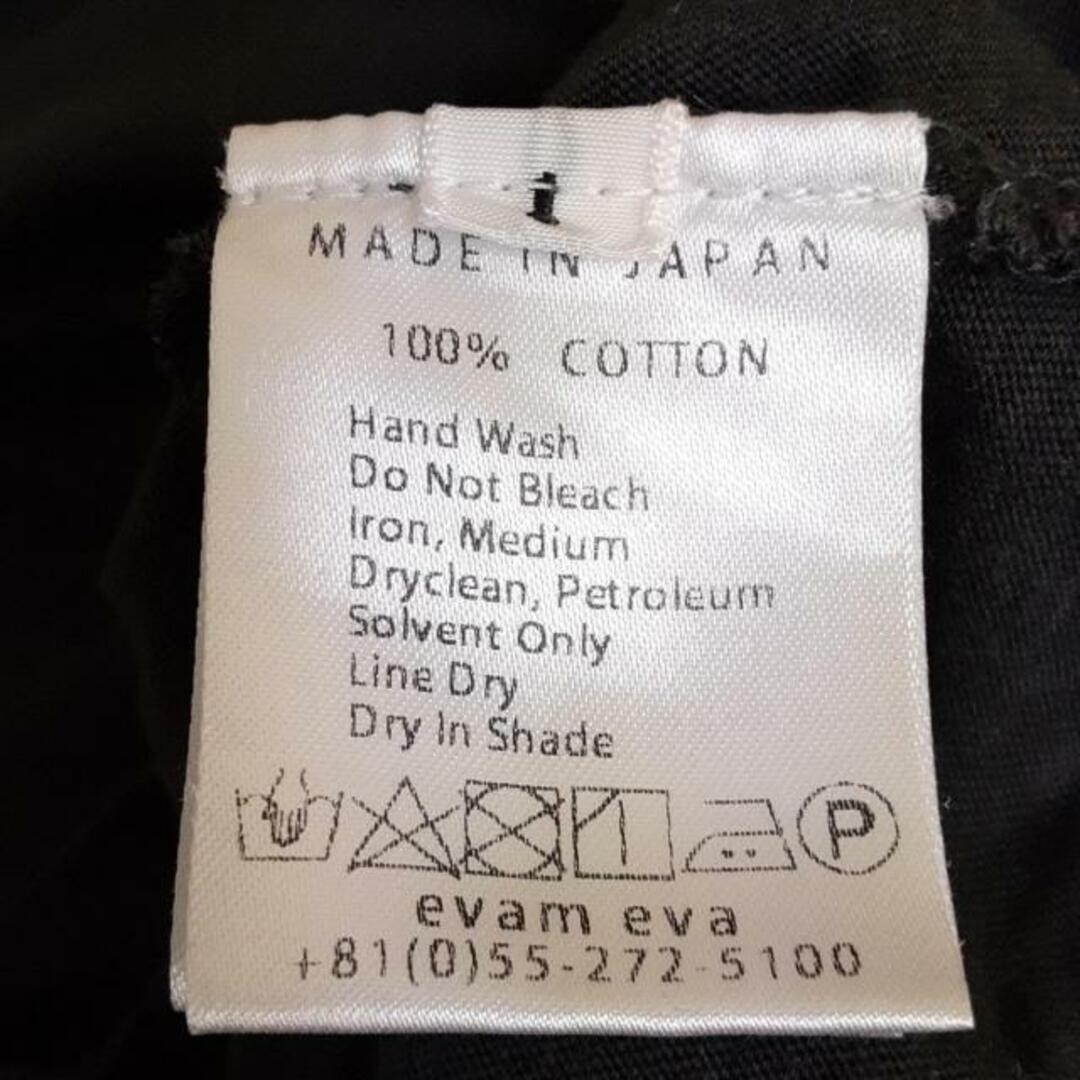 1
MADE IN JAPAN
100% COTTON
Hand Wash
Do Not Bleach
Iron, Medium
Dryclean, Petroleum
Solvent Only
Line Dry
Dry In Shade
P
evam eva
+81(0)55-272-5100